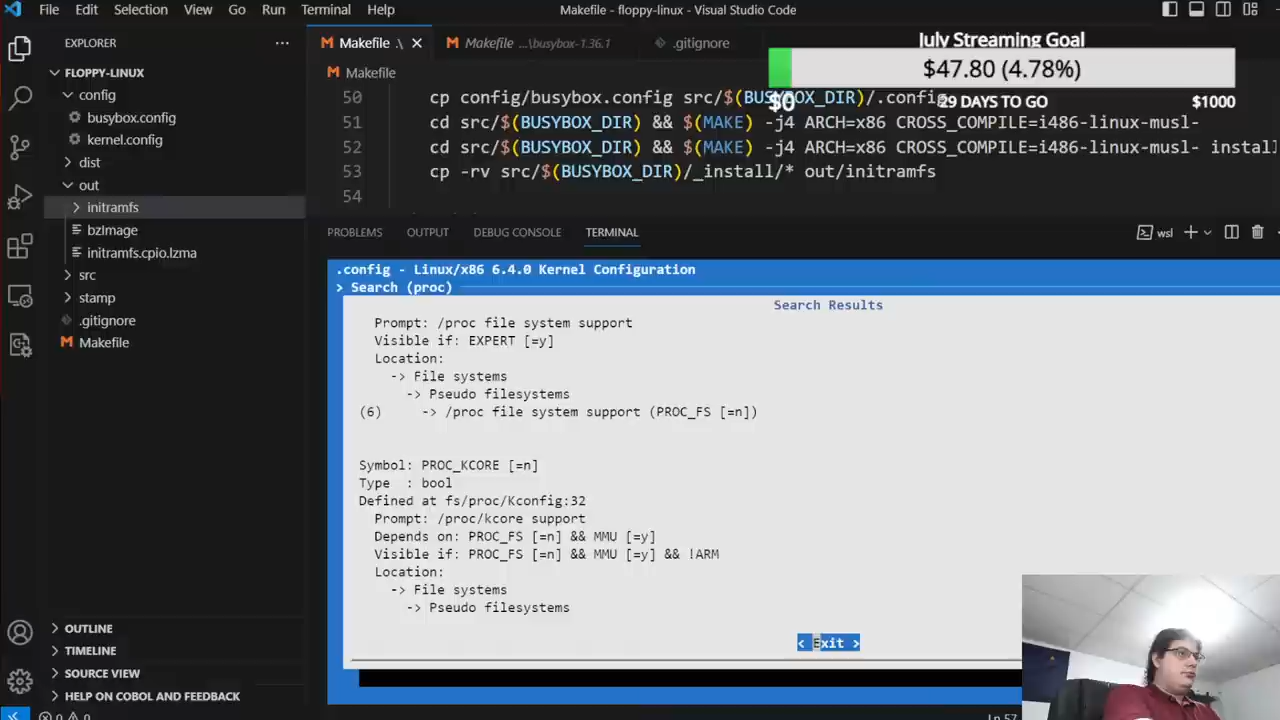 File Edit Selection View Go Run Terminal Help
Makefile - floppy-linux - Visual Studio Code
EXPLORER
FLOPPY-LINUX
config
busybox.config
kernel.config
dist
out
initramfs
bzImage
initramfs.cpio.lzma
src
stamp
.gitignore
Makefile
OUTLINE
TIMELINE
SOURCE VIEW
HELP ON COBOL AND FEEDBACK
Makefile .\
Makefile ...\busybox-1.36.1
.gitignore
Makefile
July Streaming Goal
$47.80 (4.78%)
$0
29 DAYS TO GO
$1000
50 cp config/busybox.config src/$(BUSYBOX_DIR)/.config
51 cd src/$(BUSYBOX_DIR) && $(MAKE) -j4 ARCH=x86 CROSS_COMPILE=i486-linux-musl-
52 cd src/$(BUSYBOX_DIR) && $(MAKE) -j4 ARCH=x86 CROSS_COMPILE=i486-linux-musl- install
53 cp -rv src/$(BUSYBOX_DIR)/_install/* out/initramfs
54
PROBLEMS OUTPUT DEBUG CONSOLE TERMINAL
wsl
.config - Linux/x86 6.4.0 Kernel Configuration
> Search (proc)
Search Results
Prompt: /proc file system support
Visible if: EXPERT [=y]
Location:
-> File systems
-> Pseudo filesystems
(6) -> /proc file system support (PROC_FS [=n])
Symbol: PROC_KCORE [=n]
Type : bool
Defined at fs/proc/Kconfig:32
Prompt: /proc/kcore support
Depends on: PROC_FS [=n] && MMU [=y]
Visible if: PROC_FS [=n] && MMU [=y] && !ARM
Location:
-> File systems
-> Pseudo filesystems
< Exit >
0 0
Ln 57